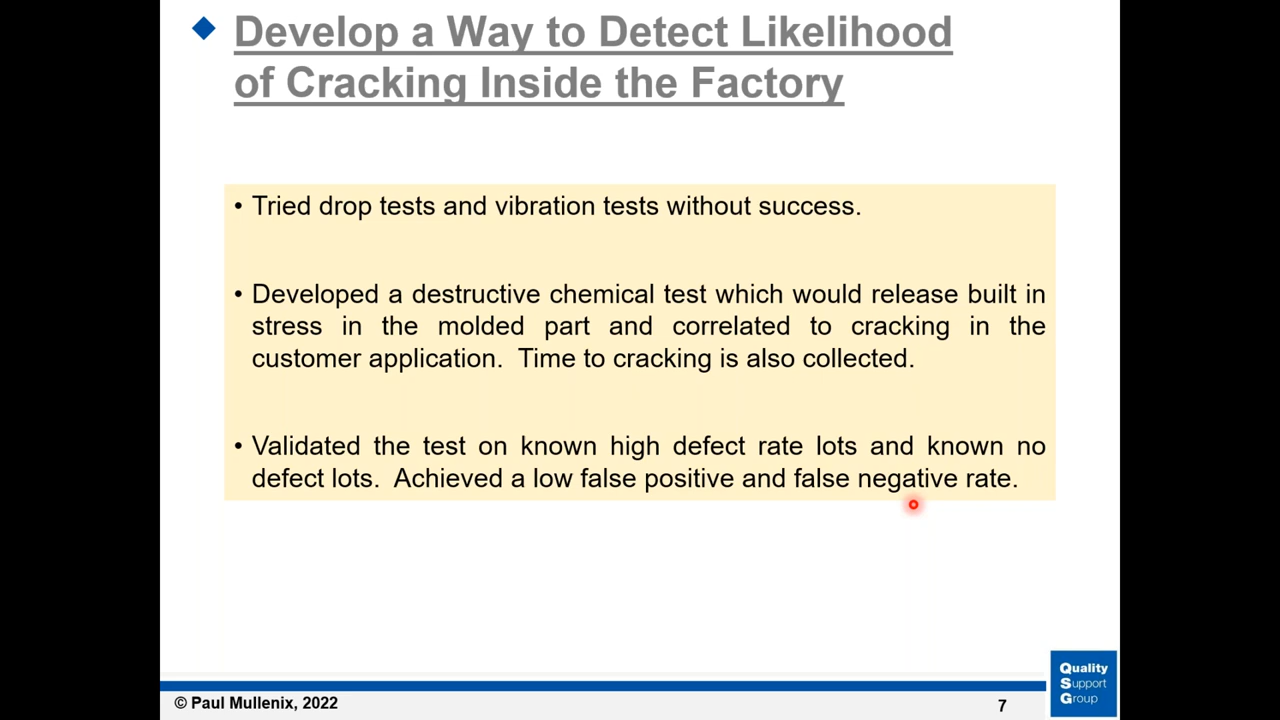 Develop a Way to Detect Likelihood
of Cracking Inside the Factory
• Tried drop tests and vibration tests without success.
• Developed a destructive chemical test which would release built in
stress in the molded part and correlated to cracking in the
customer application. Time to cracking is also collected.
• Validated the test on known high defect rate lots and known no
defect lots. Achieved a low false positive and false negative rate.
© Paul Mullenix, 2022
7
Quality
Support
Group